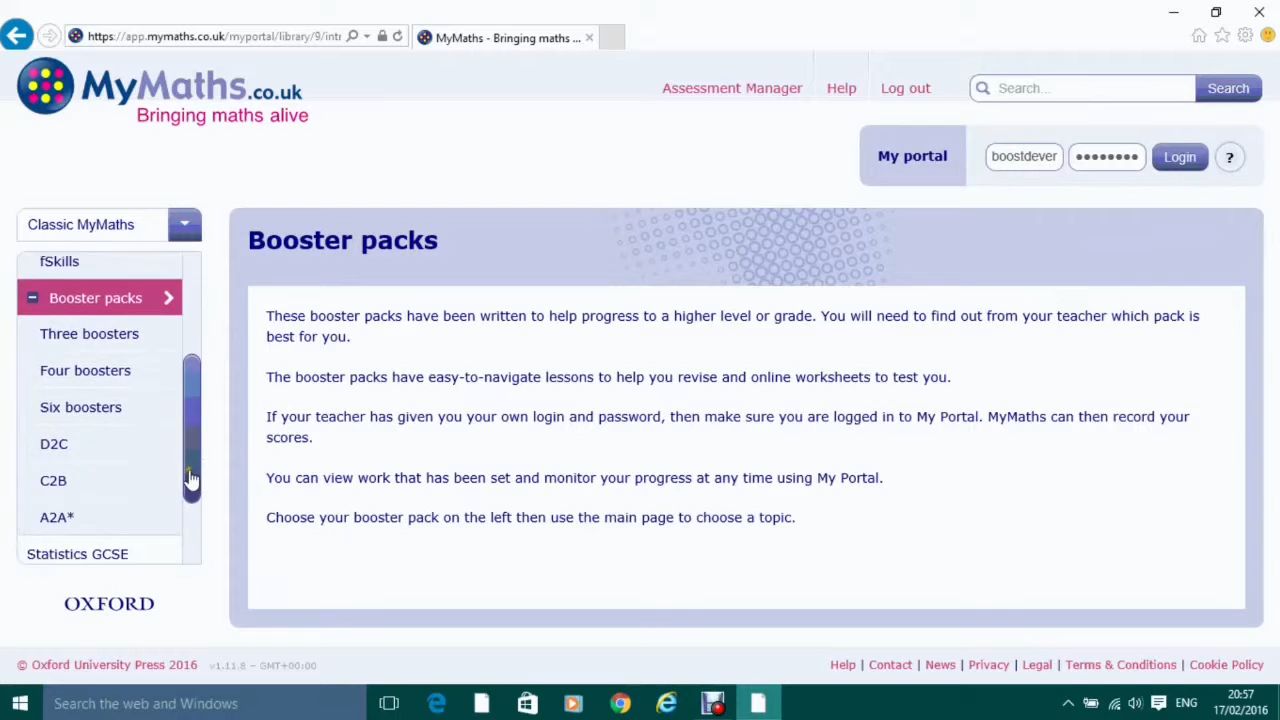 https://app.mymaths.co.uk/myportal/library/9/intr
MyMaths - Bringing maths ...
MyMaths.co.uk
Bringing maths alive
Assessment Manager
Help
Log out
Search...
Search
My portal
boostdever
Login
?
Classic MyMaths
fSkills
Booster packs
Three boosters
Four boosters
Six boosters
D2C
C2B
A2A*
Statistics GCSE
OXFORD
Booster packs
These booster packs have been written to help progress to a higher level or grade. You will need to find out from your teacher which pack is
best for you.
The booster packs have easy-to-navigate lessons to help you revise and online worksheets to test you.
If your teacher has given you your own login and password, then make sure you are logged in to My Portal. MyMaths can then record your
scores.
You can view work that has been set and monitor your progress at any time using My Portal.
Choose your booster pack on the left then use the main page to choose a topic.
© Oxford University Press 2016 v1.11.8 – GMT+00:00
Help | Contact | News | Privacy | Legal | Terms & Conditions | Cookie Policy
Search the web and Windows
ENG
20:57
17/02/2016